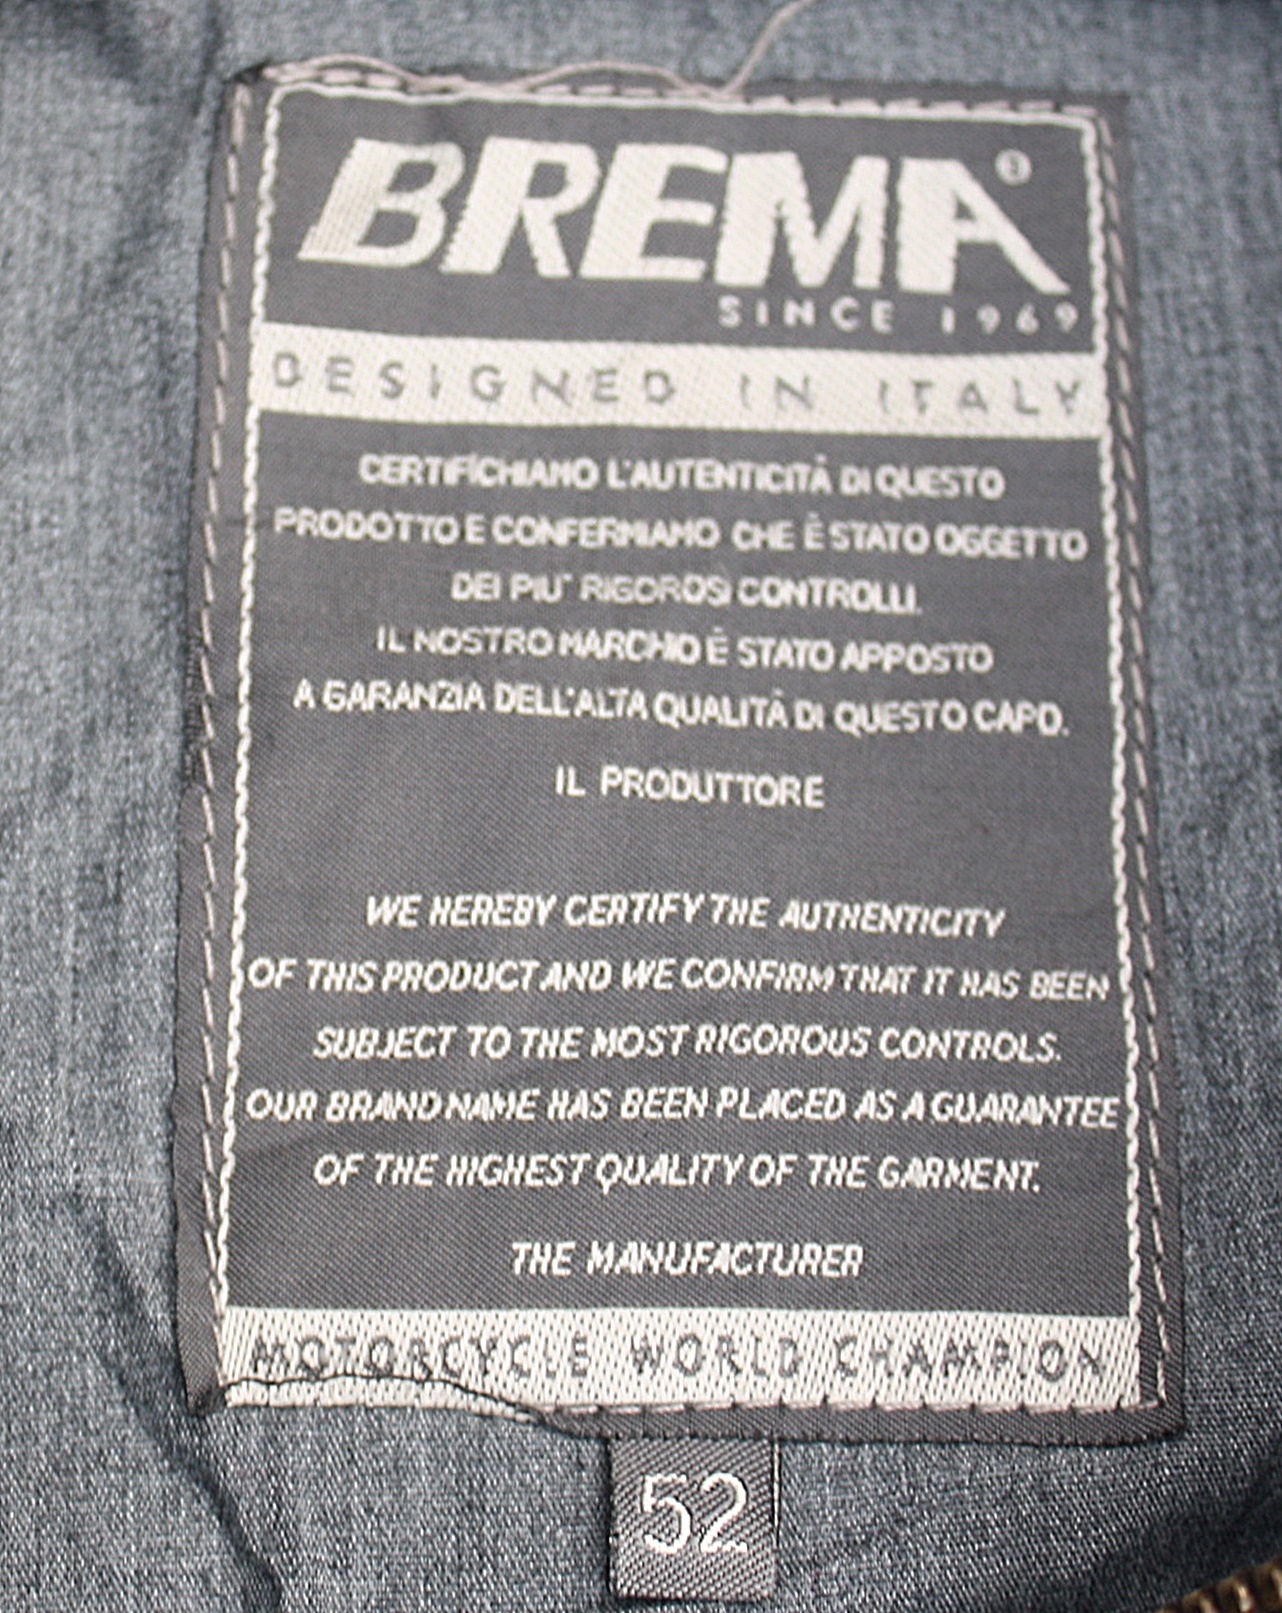 BREMA®
SINCE 1969
DESIGNED IN ITALY
CERTIFICHIAMO L'AUTENTICITÀ DI QUESTO
PRODOTTO E CONFERMIAMO CHE È STATO OGGETTO
DEI PIU' RIGOROSI CONTROLLI.
IL NOSTRO MARCHIO È STATO APPOSTO
A GARANZIA DELL'ALTA QUALITÀ DI QUESTO CAPO.
IL PRODUTTORE
WE HEREBY CERTIFY THE AUTHENTICITY
OF THIS PRODUCT AND WE CONFIRM THAT IT HAS BEEN
SUBJECT TO THE MOST RIGOROUS CONTROLS.
OUR BRAND NAME HAS BEEN PLACED AS A GUARANTEE
OF THE HIGHEST QUALITY OF THE GARMENT.
THE MANUFACTURER
MOTORCYCLE WORLD CHAMPION
52